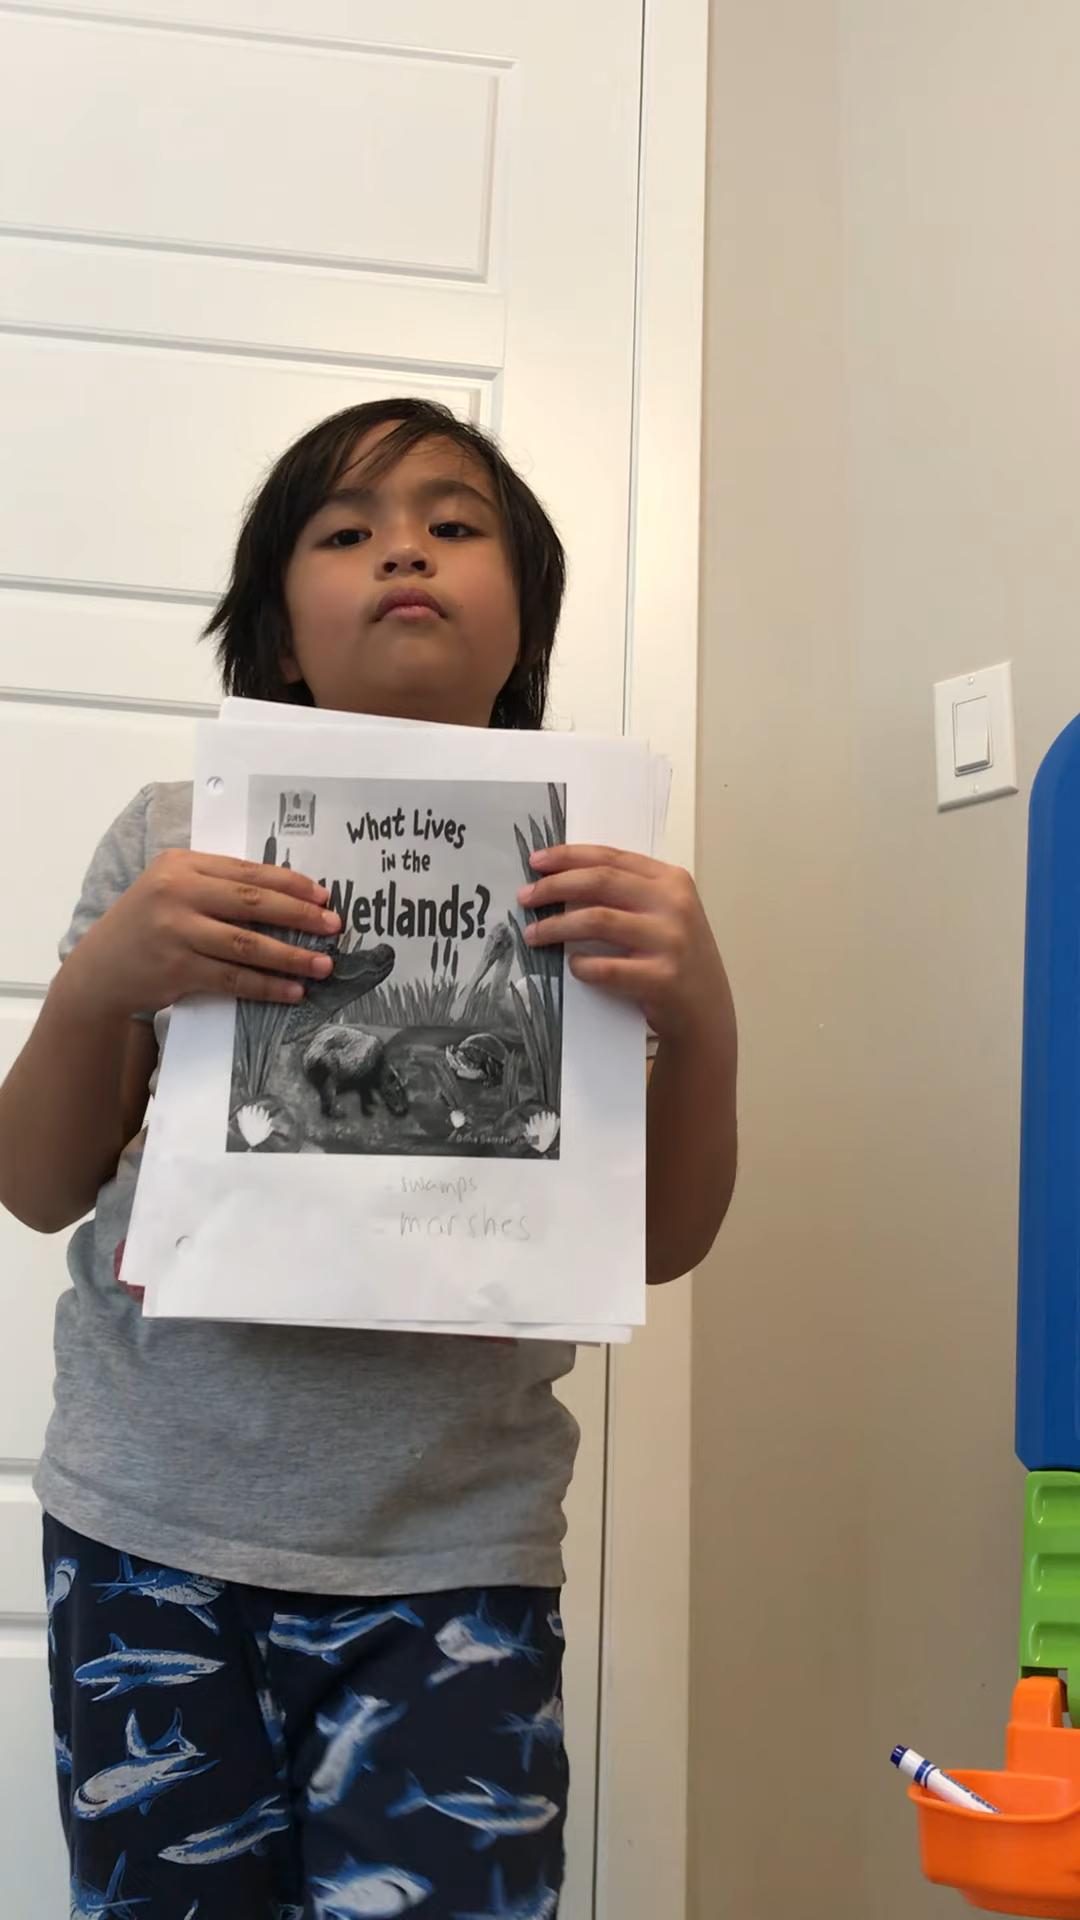 What Lives
in the
Wetlands?
- swamps
- marshes